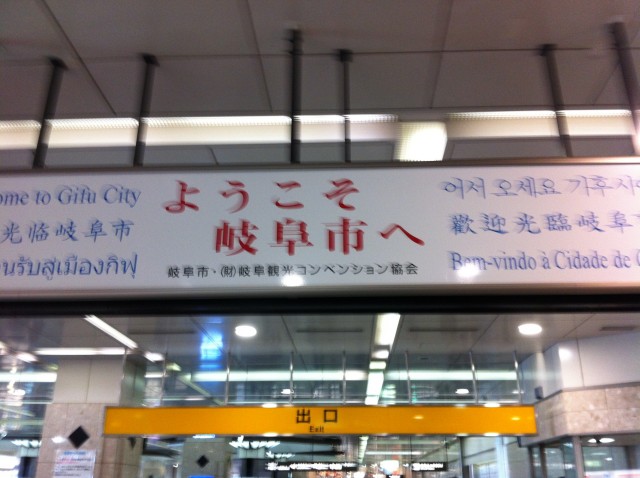 ome to Gifu City
光临岐阜市
นรับสู่เมืองกิฟุ
ようこそ
岐阜市へ
岐阜市・(財)岐阜観光コンベンション協会
어서 오세요 기후시
歡迎光臨岐阜
Bem-vindo à Cidade de G
出口
Exit